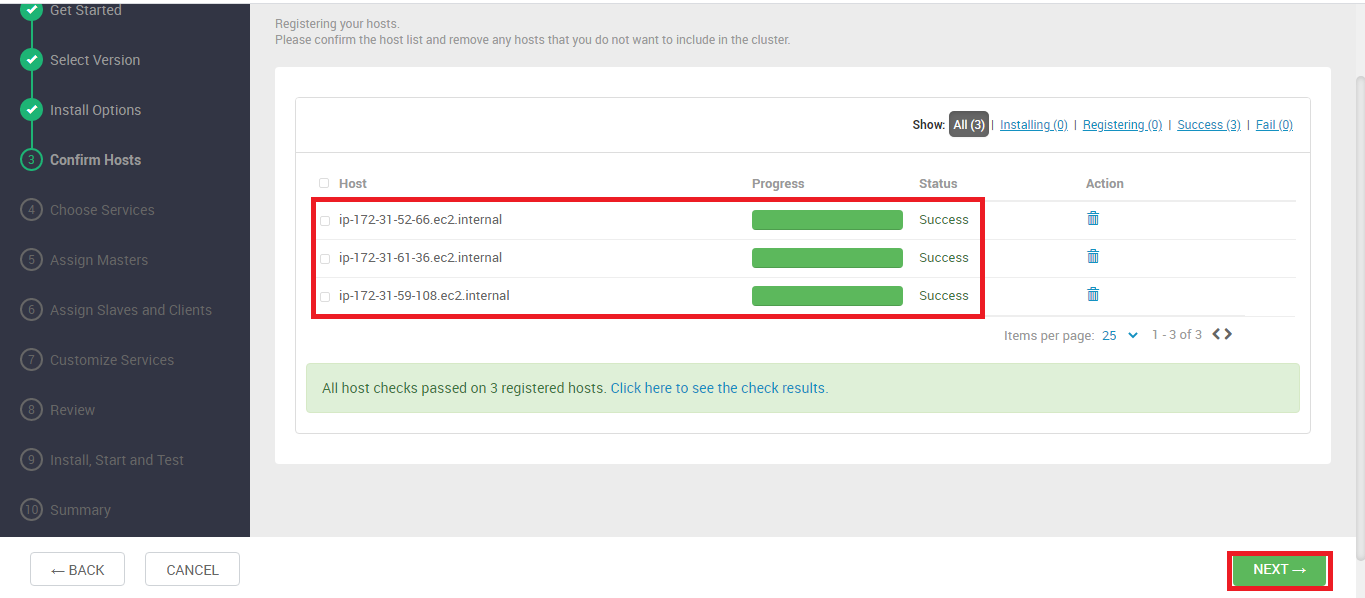 Get Started
Select Version
Install Options
3 Confirm Hosts
4 Choose Services
5 Assign Masters
6 Assign Slaves and Clients
7 Customize Services
8 Review
9 Install, Start and Test
10 Summary
Registering your hosts.
Please confirm the host list and remove any hosts that you do not want to include in the cluster.
Show: All (3) | Installing (0) | Registering (0) | Success (3) | Fail (0)
Host Progress Status Action
ip-172-31-52-66.ec2.internal Success
ip-172-31-61-36.ec2.internal Success
ip-172-31-59-108.ec2.internal Success
Items per page: 25 1 - 3 of 3
All host checks passed on 3 registered hosts. Click here to see the check results.
← BACK CANCEL NEXT →